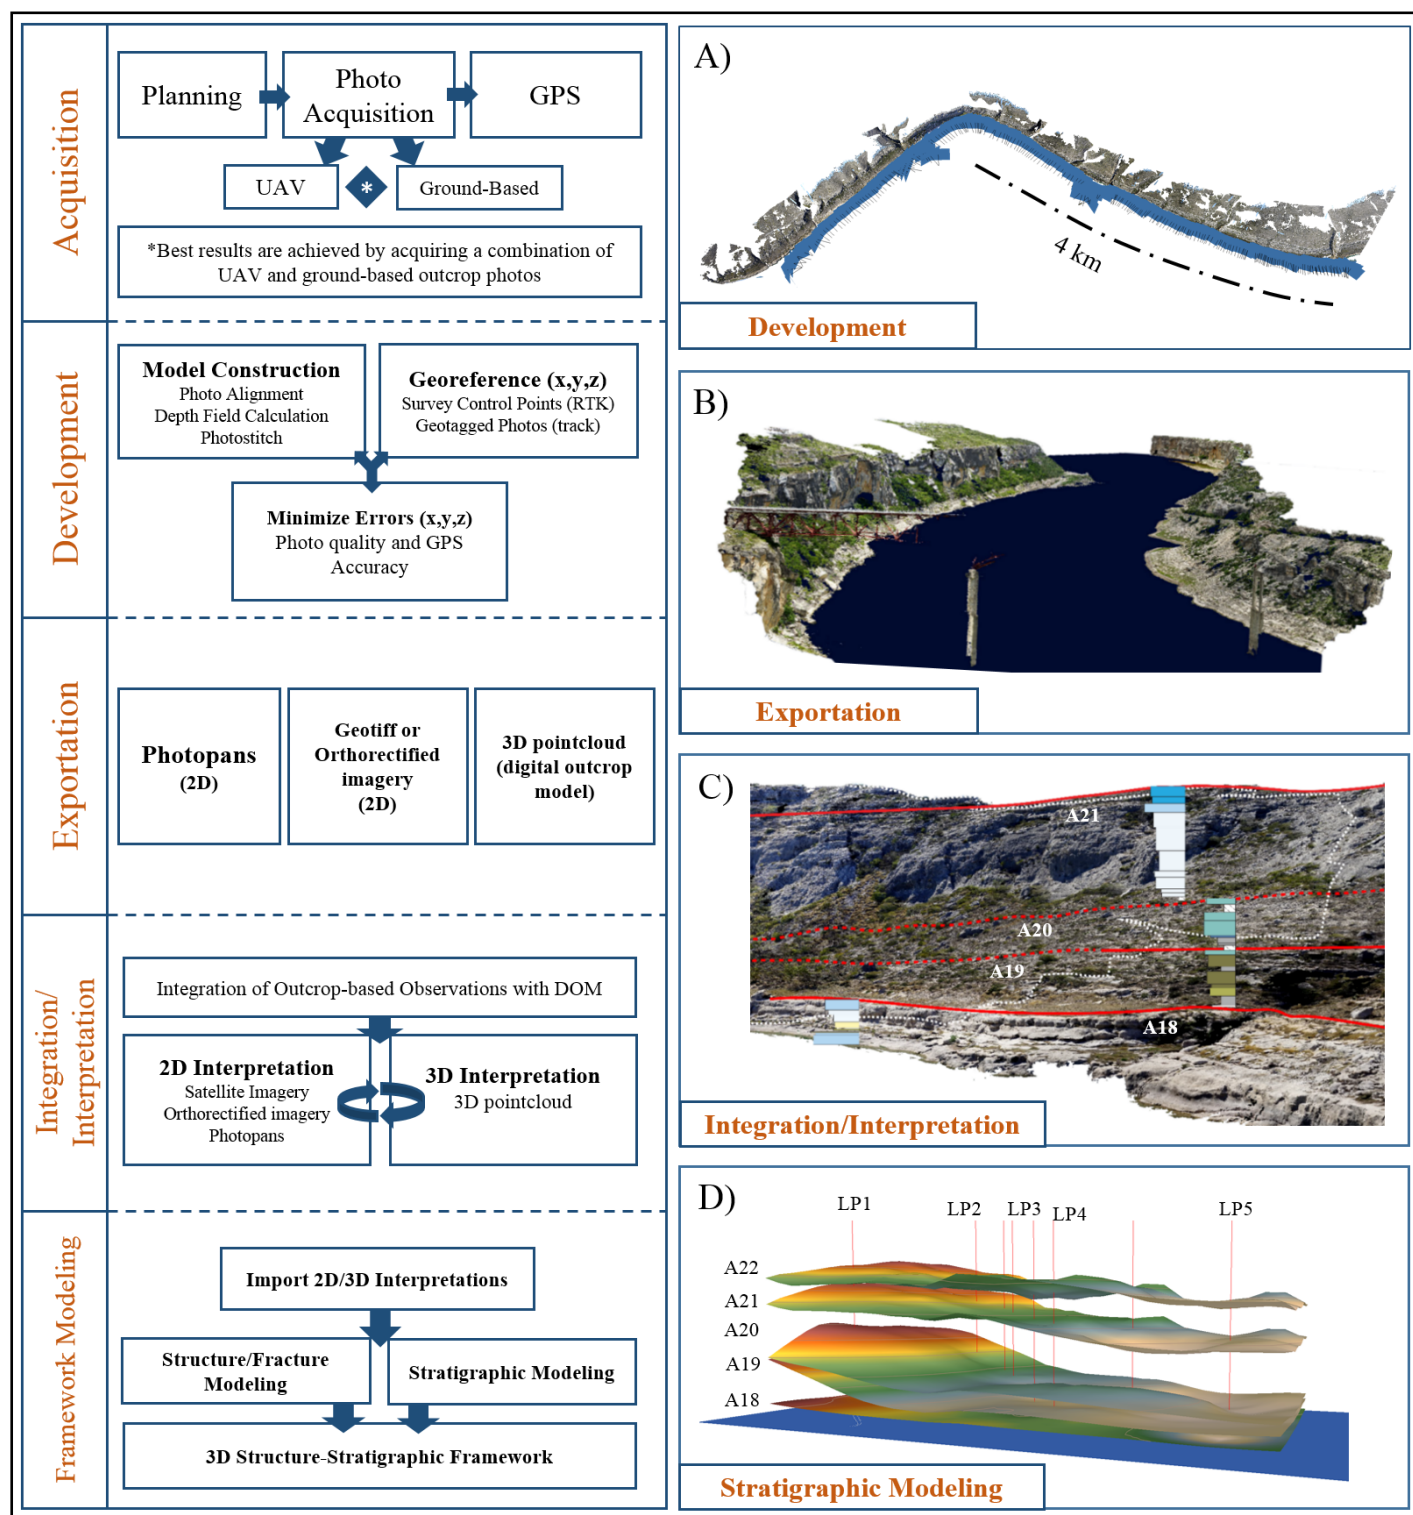 Acquisition
Planning
Photo
Acquisition
GPS
UAV
*
Ground-Based
*Best results are achieved by acquiring a combination of
UAV and ground-based outcrop photos
Development
Model Construction
Photo Alignment
Depth Field Calculation
Photostitch
Georeference (x,y,z)
Survey Control Points (RTK)
Geotagged Photos (track)
Minimize Errors (x,y,z)
Photo quality and GPS
Accuracy
Exportation
Photopans
(2D)
Geotiff or
Orthorectified
imagery
(2D)
3D pointcloud
(digital outcrop
model)
Integration/
Interpretation
Integration of Outcrop-based Observations with DOM
2D Interpretation
Satellite Imagery
Orthorectified imagery
Photopans
3D Interpretation
3D pointcloud
Framework Modeling
Import 2D/3D Interpretations
Structure/Fracture
Modeling
Stratigraphic Modeling
3D Structure-Stratigraphic Framework
A)
4 km
Development
B)
Exportation
C)
A21
A20
A19
A18
Integration/Interpretation
D)
LP1
LP2
LP3
LP4
LP5
A22
A21
A20
A19
A18
Stratigraphic Modeling